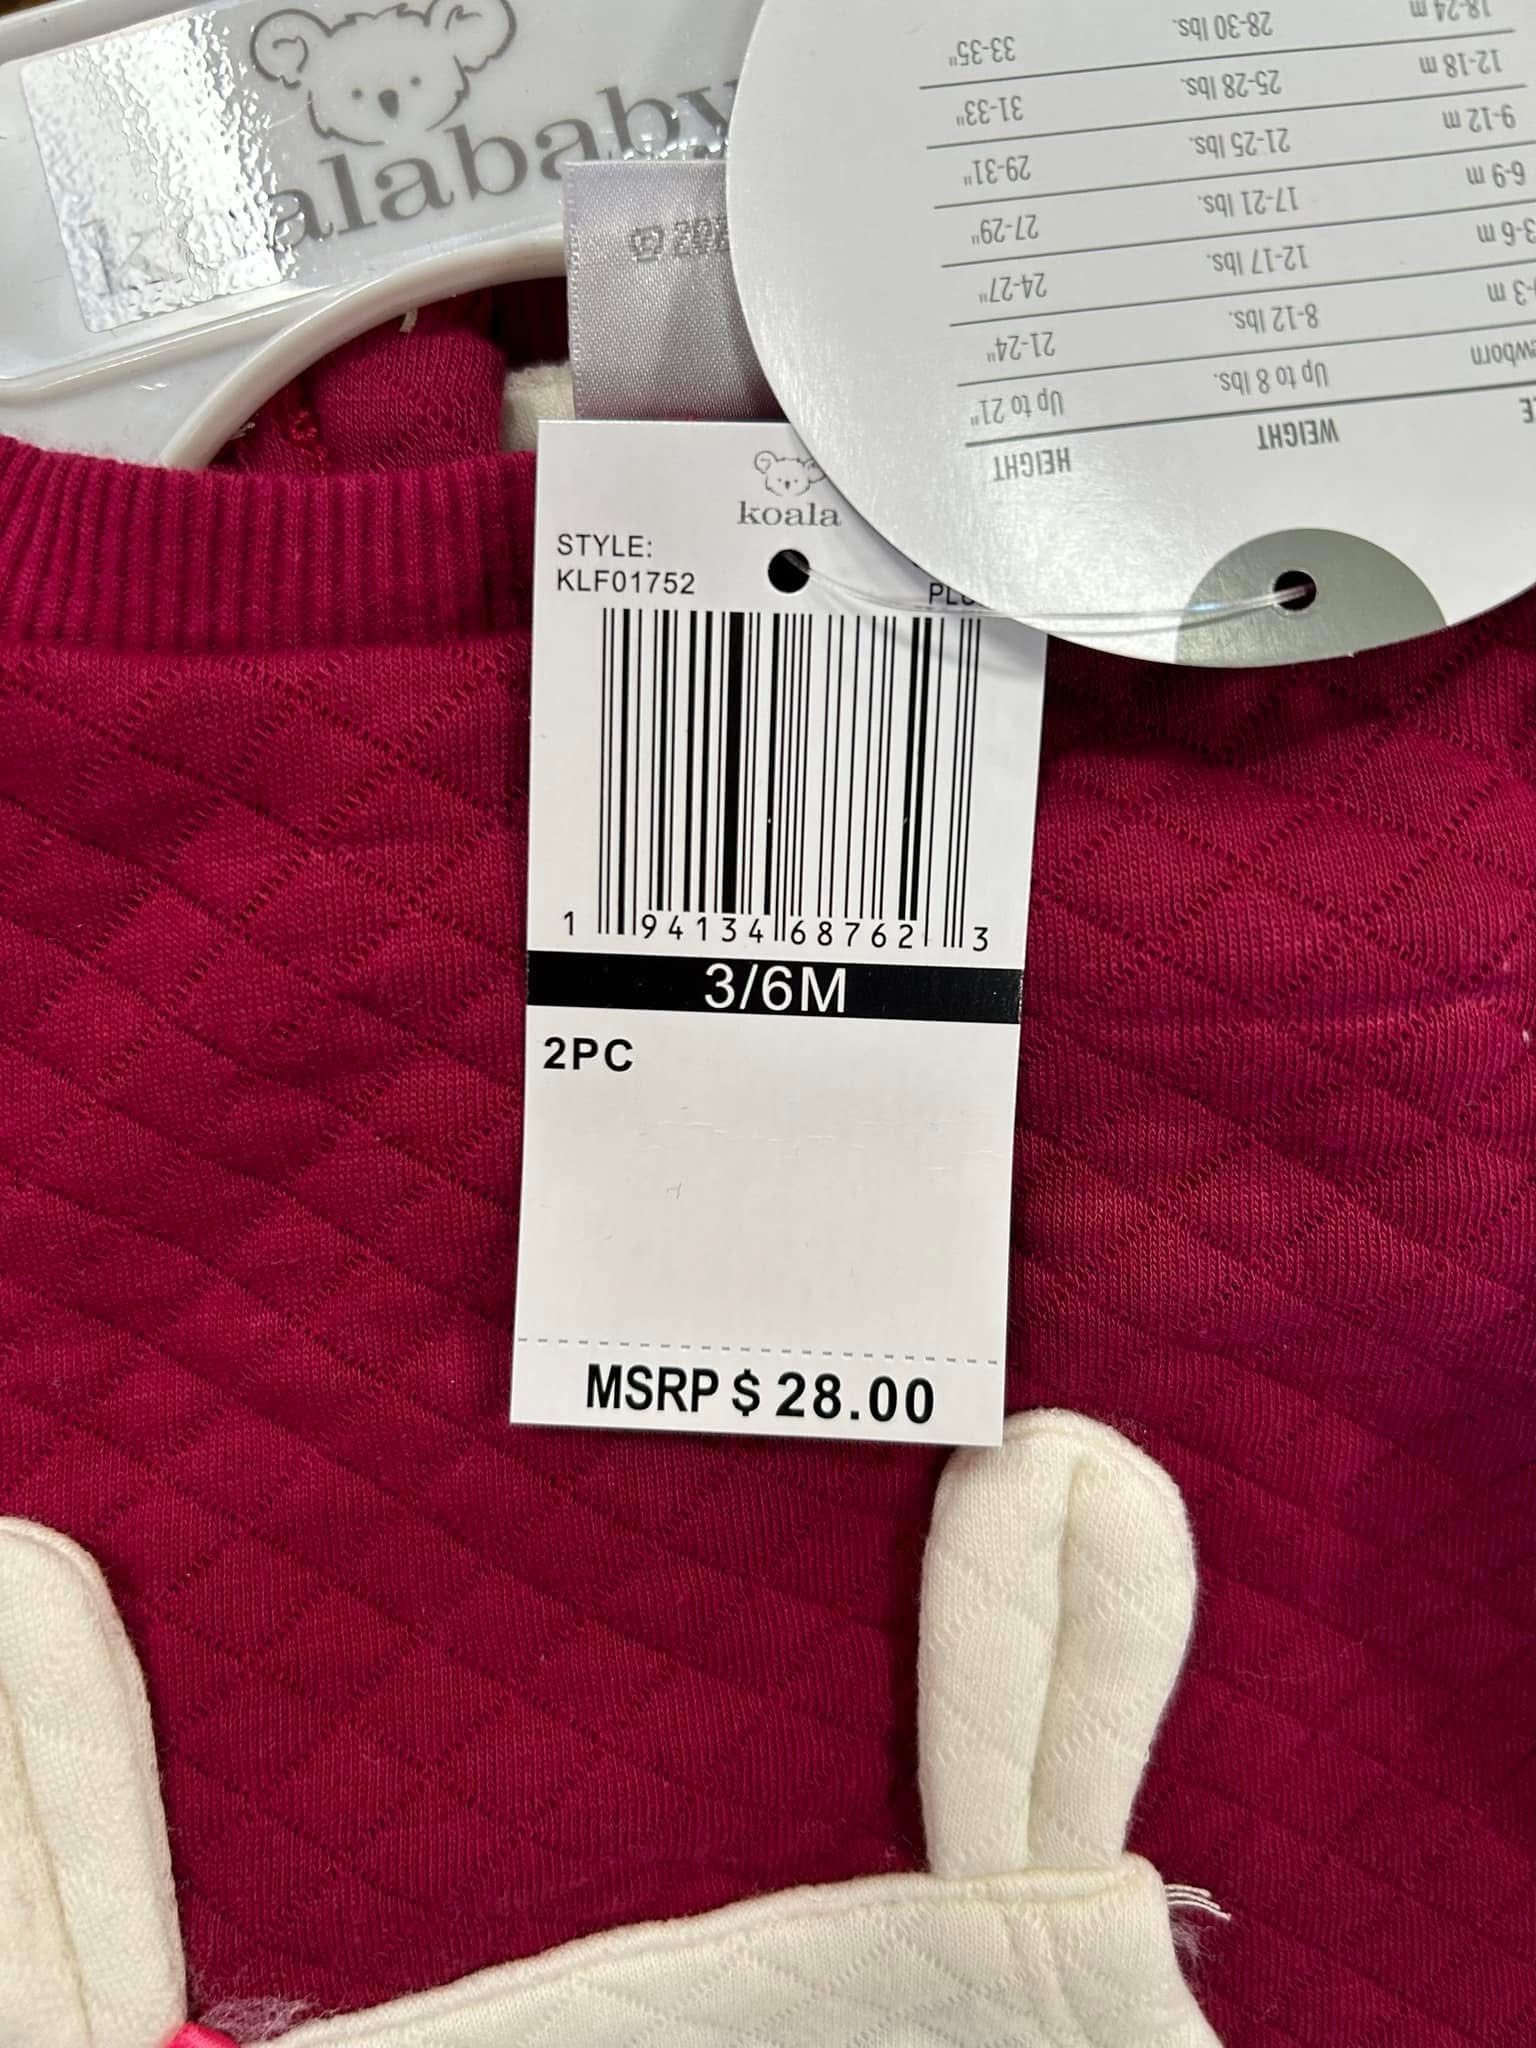 alababy
18-24 m 28-30 lbs. 33-35"
12-18 m 25-28 lbs. 31-33"
9-12 m 21-25 lbs. 29-31"
6-9 m 17-21 lbs. 27-29"
3-6 m 12-17 lbs. 24-27"
-3 m 8-12 lbs. 21-24"
ewborn Up to 8 lbs. Up to 21"
WEIGHT HEIGHT
koala
STYLE:
KLF01752
1 94134 68762 3
3/6M
2PC
MSRP $ 28.00